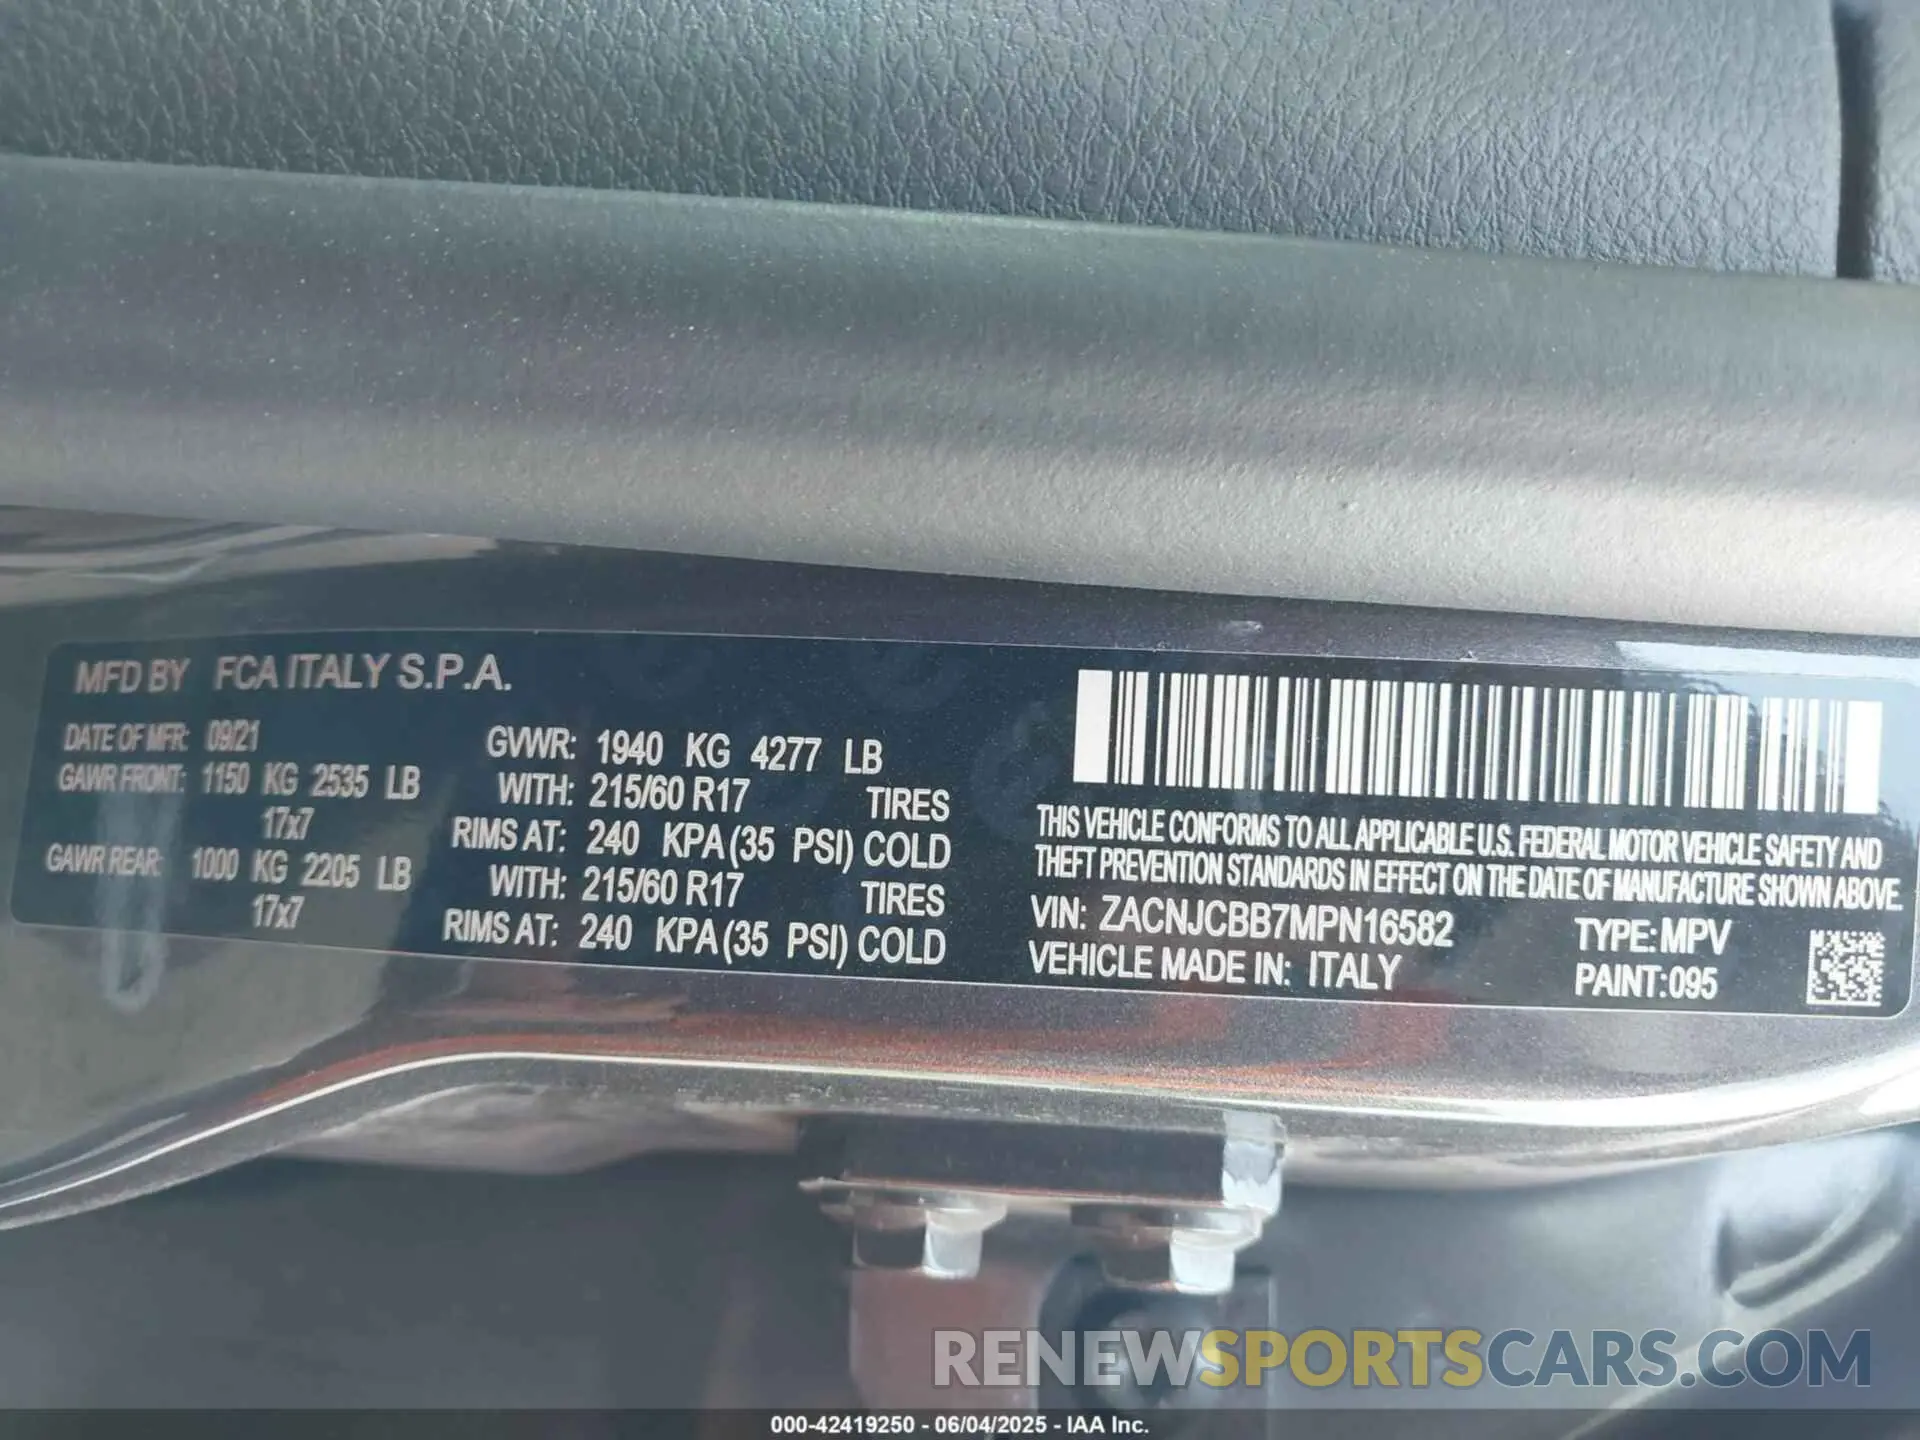 MFD BY FCA ITALY S.P.A.
DATE OF MFR: 09/21
GAWR FRONT: 1150 KG 2535 LB
17x7
GAWR REAR: 1000 KG 2205 LB
17x7
GVWR: 1940 KG 4277 LB
WITH: 215/60 R17 TIRES
RIMS AT: 240 KPA (35 PSI) COLD
WITH: 215/60 R17 TIRES
RIMS AT: 240 KPA (35 PSI) COLD
THIS VEHICLE CONFORMS TO ALL APPLICABLE U.S. FEDERAL MOTOR VEHICLE SAFETY AND
THEFT PREVENTION STANDARDS IN EFFECT ON THE DATE OF MANUFACTURE SHOWN ABOVE.
VIN: ZACNJCBB7MPN16582 TYPE: MPV
VEHICLE MADE IN: ITALY PAINT: 095
RENEWSPORTSCARS.COM
000-42419250 - 06/04/2025 - IAA Inc.